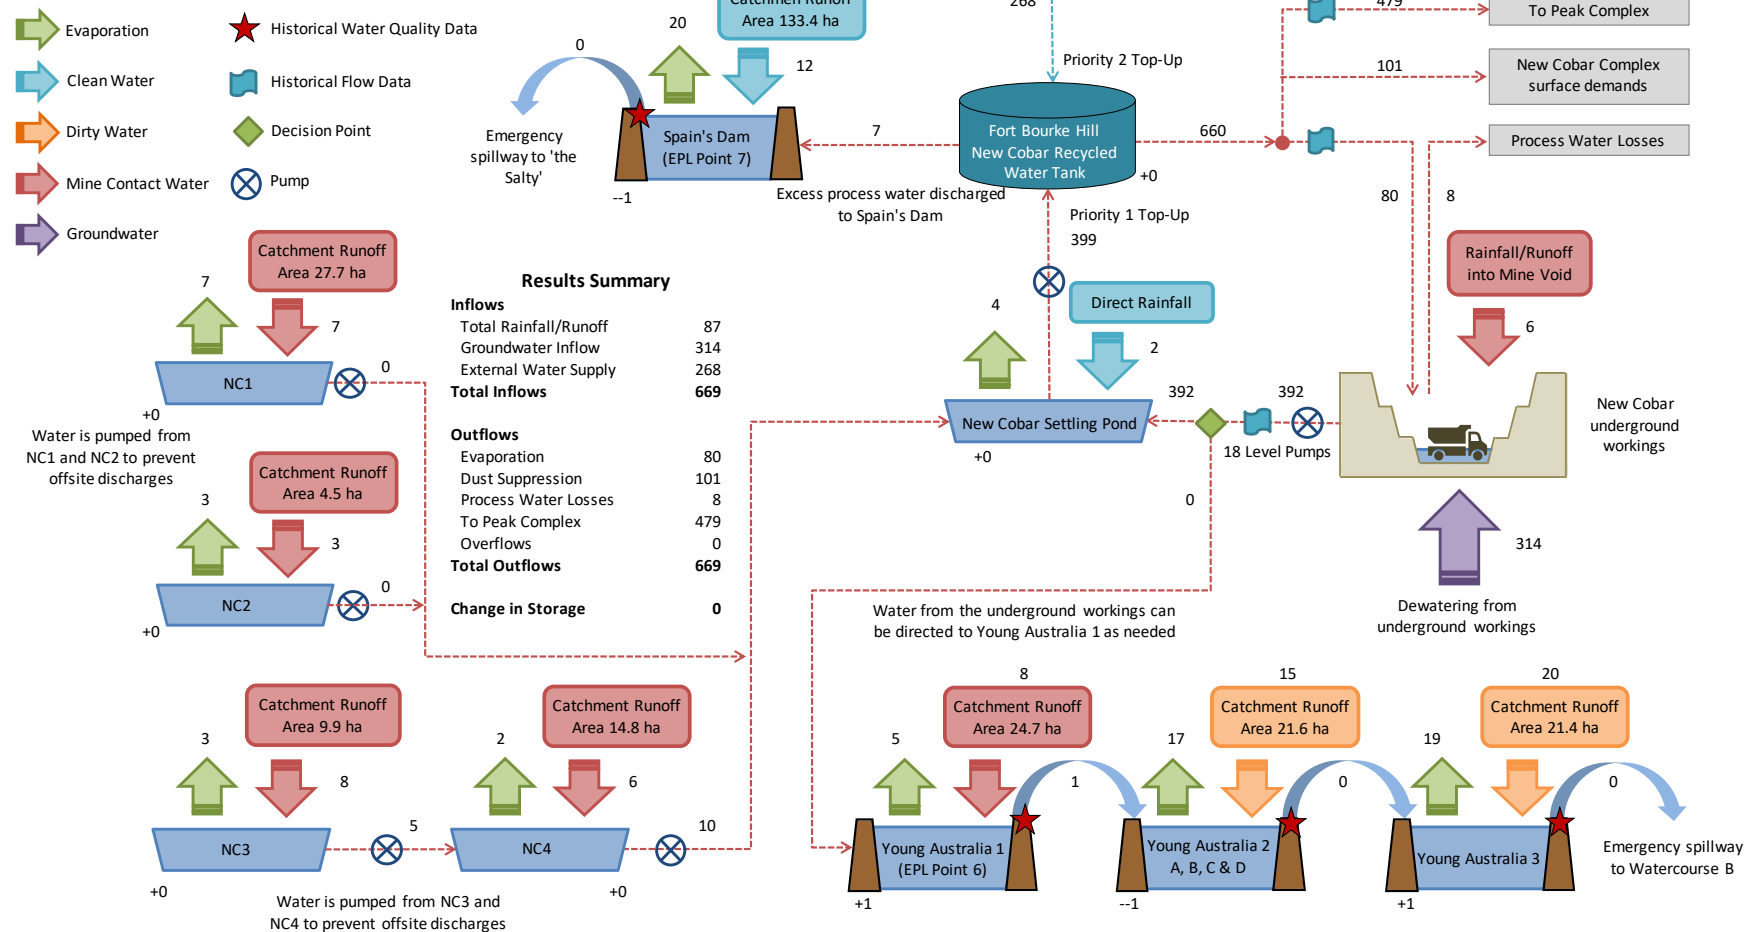 Evaporation
Clean Water
Dirty Water
Mine Contact Water
Groundwater
Historical Water Quality Data
Historical Flow Data
Decision Point
Pump
0
20
Catchment Runoff
Area 133.4 ha
12
Emergency
spillway to 'the
Salty'
Spain's Dam
(EPL Point 7)
--1
7
Excess process water discharged
to Spain's Dam
268
Priority 2 Top-Up
Fort Bourke Hill
New Cobar Recycled
Water Tank
+0
660
479
To Peak Complex
101
New Cobar Complex
surface demands
Process Water Losses
80
8
Priority 1 Top-Up
399
Rainfall/Runoff
into Mine Void
6
Catchment Runoff
Area 27.7 ha
7
7
NC1
0
+0
Water is pumped from
NC1 and NC2 to prevent
offsite discharges
Catchment Runoff
Area 4.5 ha
3
3
NC2
0
+0
Results Summary
Inflows
Total Rainfall/Runoff 87
Groundwater Inflow 314
External Water Supply 268
Total Inflows 669
Outflows
Evaporation 80
Dust Suppression 101
Process Water Losses 8
To Peak Complex 479
Overflows 0
Total Outflows 669
Change in Storage 0
4
Direct Rainfall
2
New Cobar Settling Pond
+0
392
392
18 Level Pumps
0
New Cobar
underground
workings
314
Dewatering from
underground workings
Water from the underground workings can
be directed to Young Australia 1 as needed
Catchment Runoff
Area 9.9 ha
3
8
NC3
5
+0
Catchment Runoff
Area 14.8 ha
2
6
NC4
10
+0
Water is pumped from NC3 and
NC4 to prevent offsite discharges
8
Catchment Runoff
Area 24.7 ha
5
1
Young Australia 1
(EPL Point 6)
+1
15
Catchment Runoff
Area 21.6 ha
17
0
Young Australia 2
A, B, C & D
--1
20
Catchment Runoff
Area 21.4 ha
19
0
Young Australia 3
+1
Emergency spillway
to Watercourse B